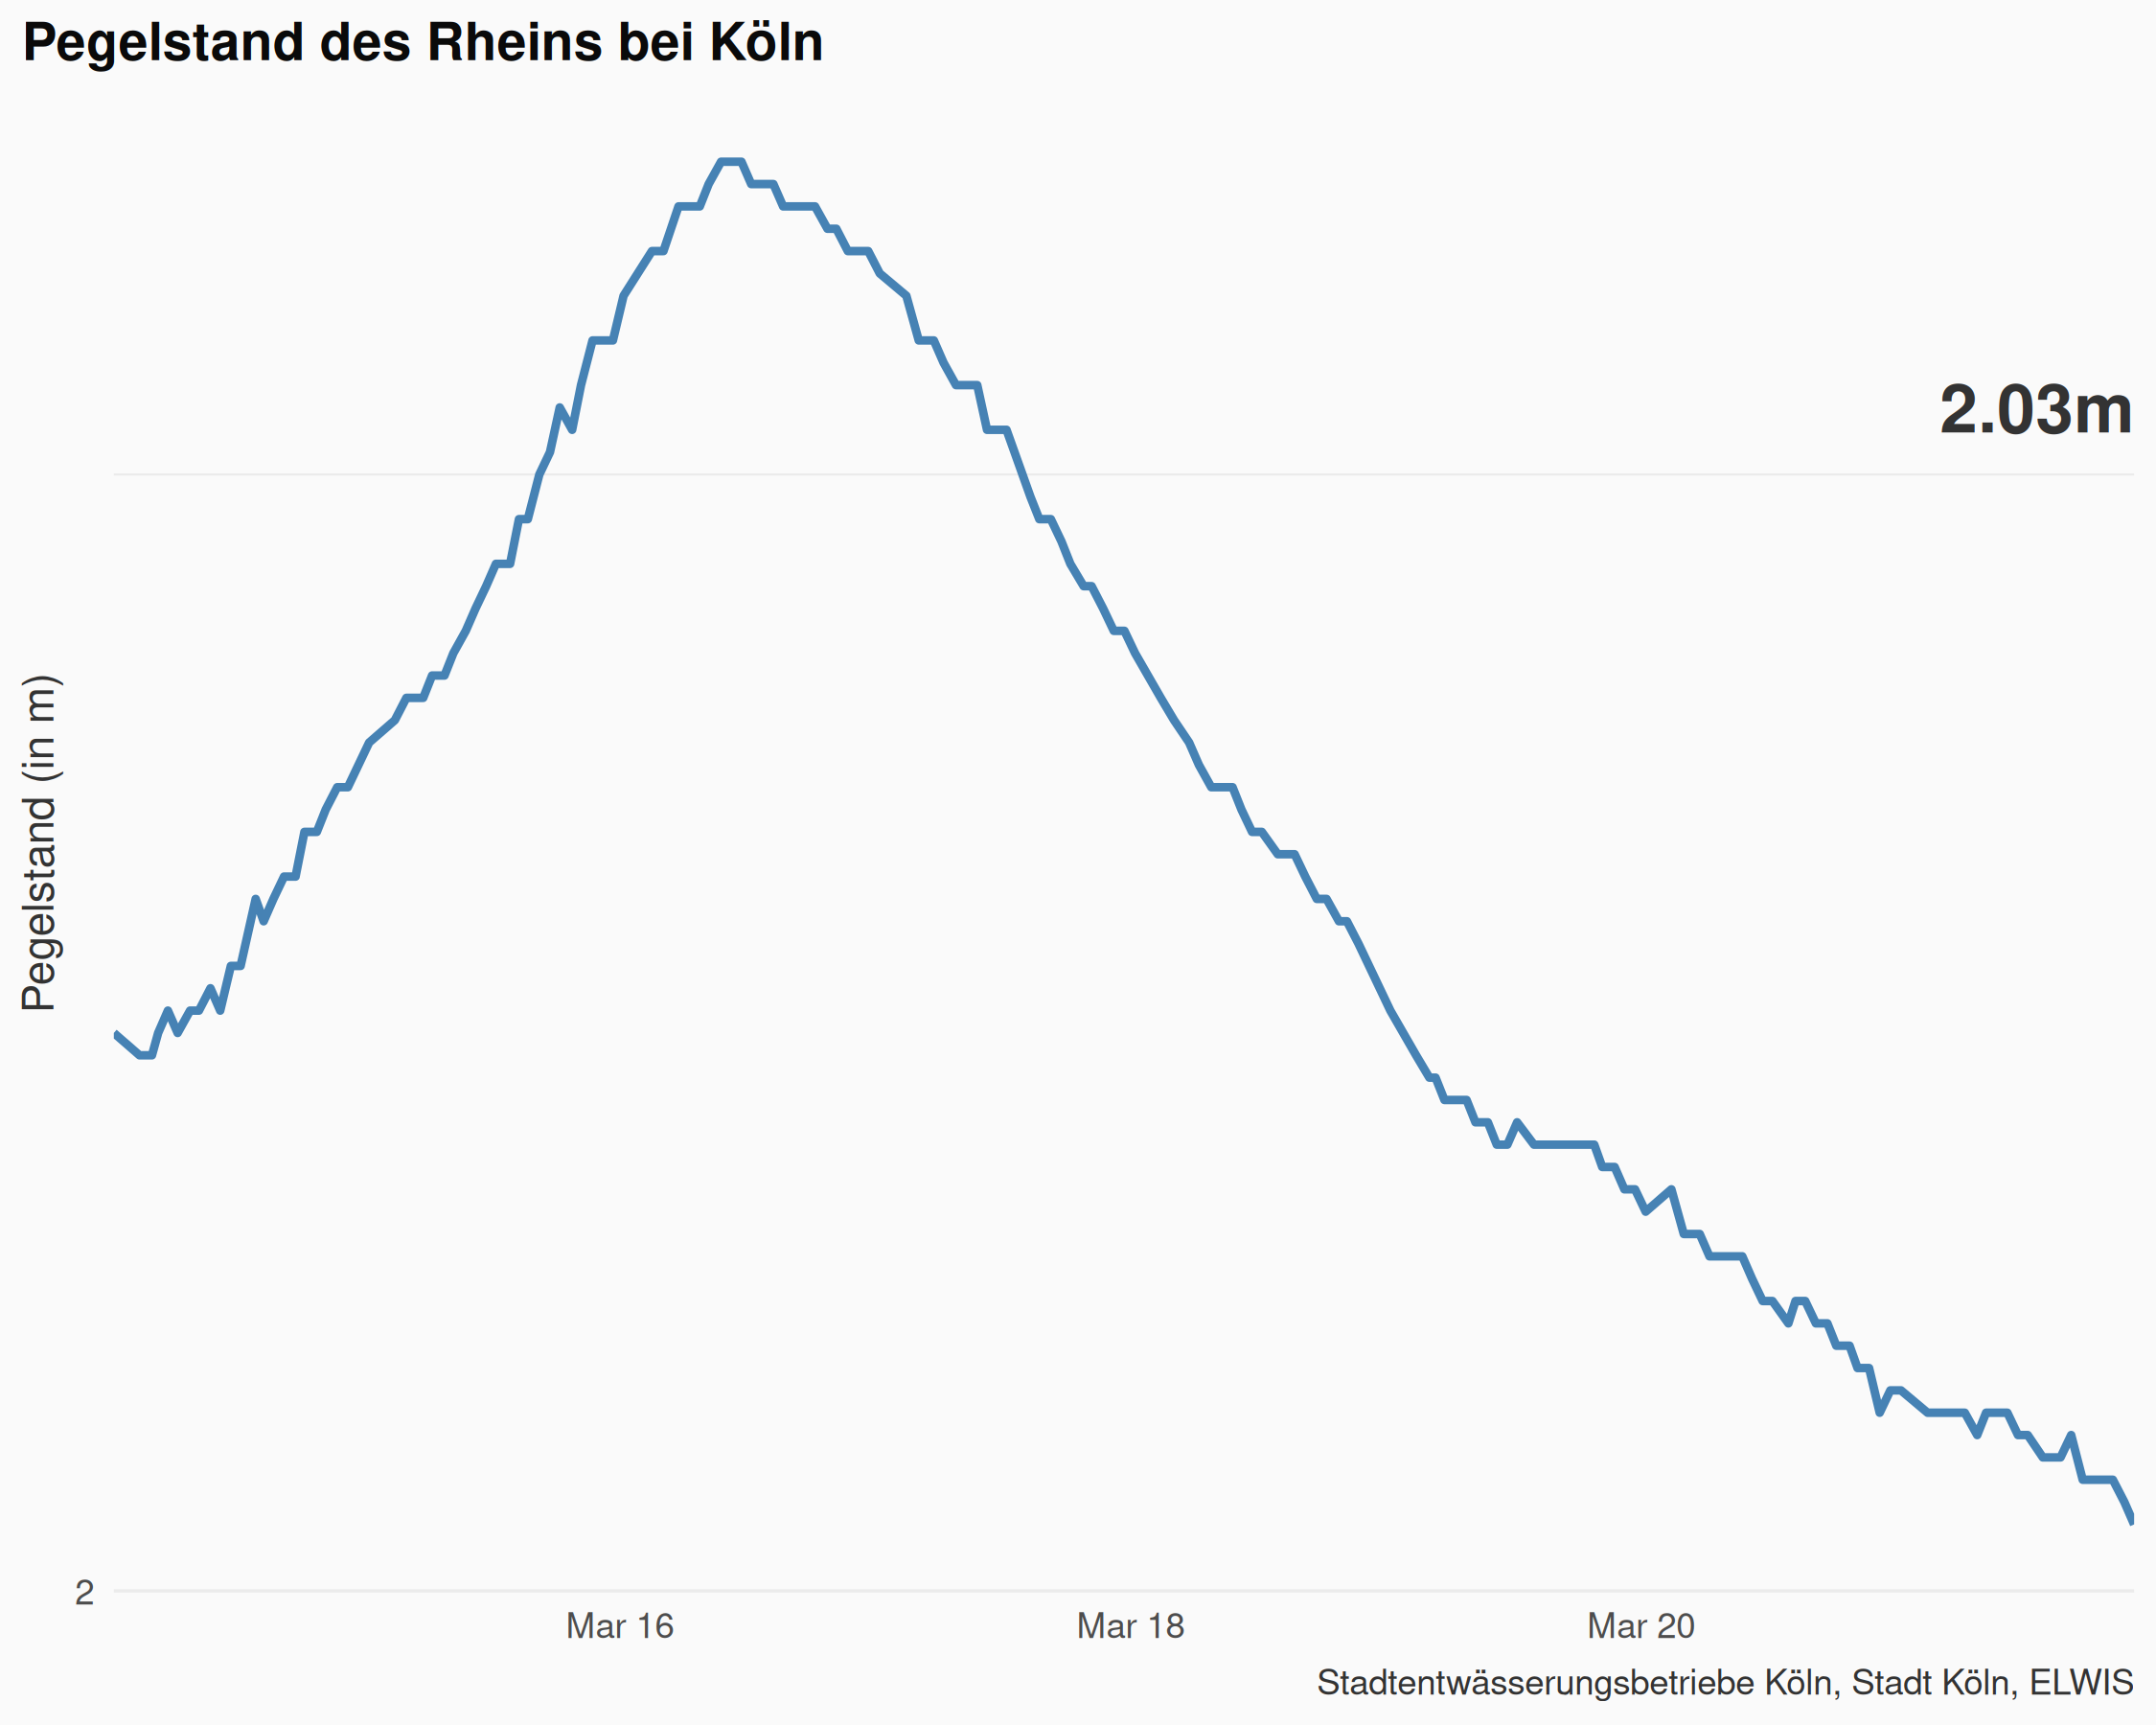 Pegelstand des Rheins bei Köln
2.03m
Pegelstand (in m)
2
Mar 16
Mar 18
Mar 20
Stadtentwässerungsbetriebe Köln, Stadt Köln, ELWIS